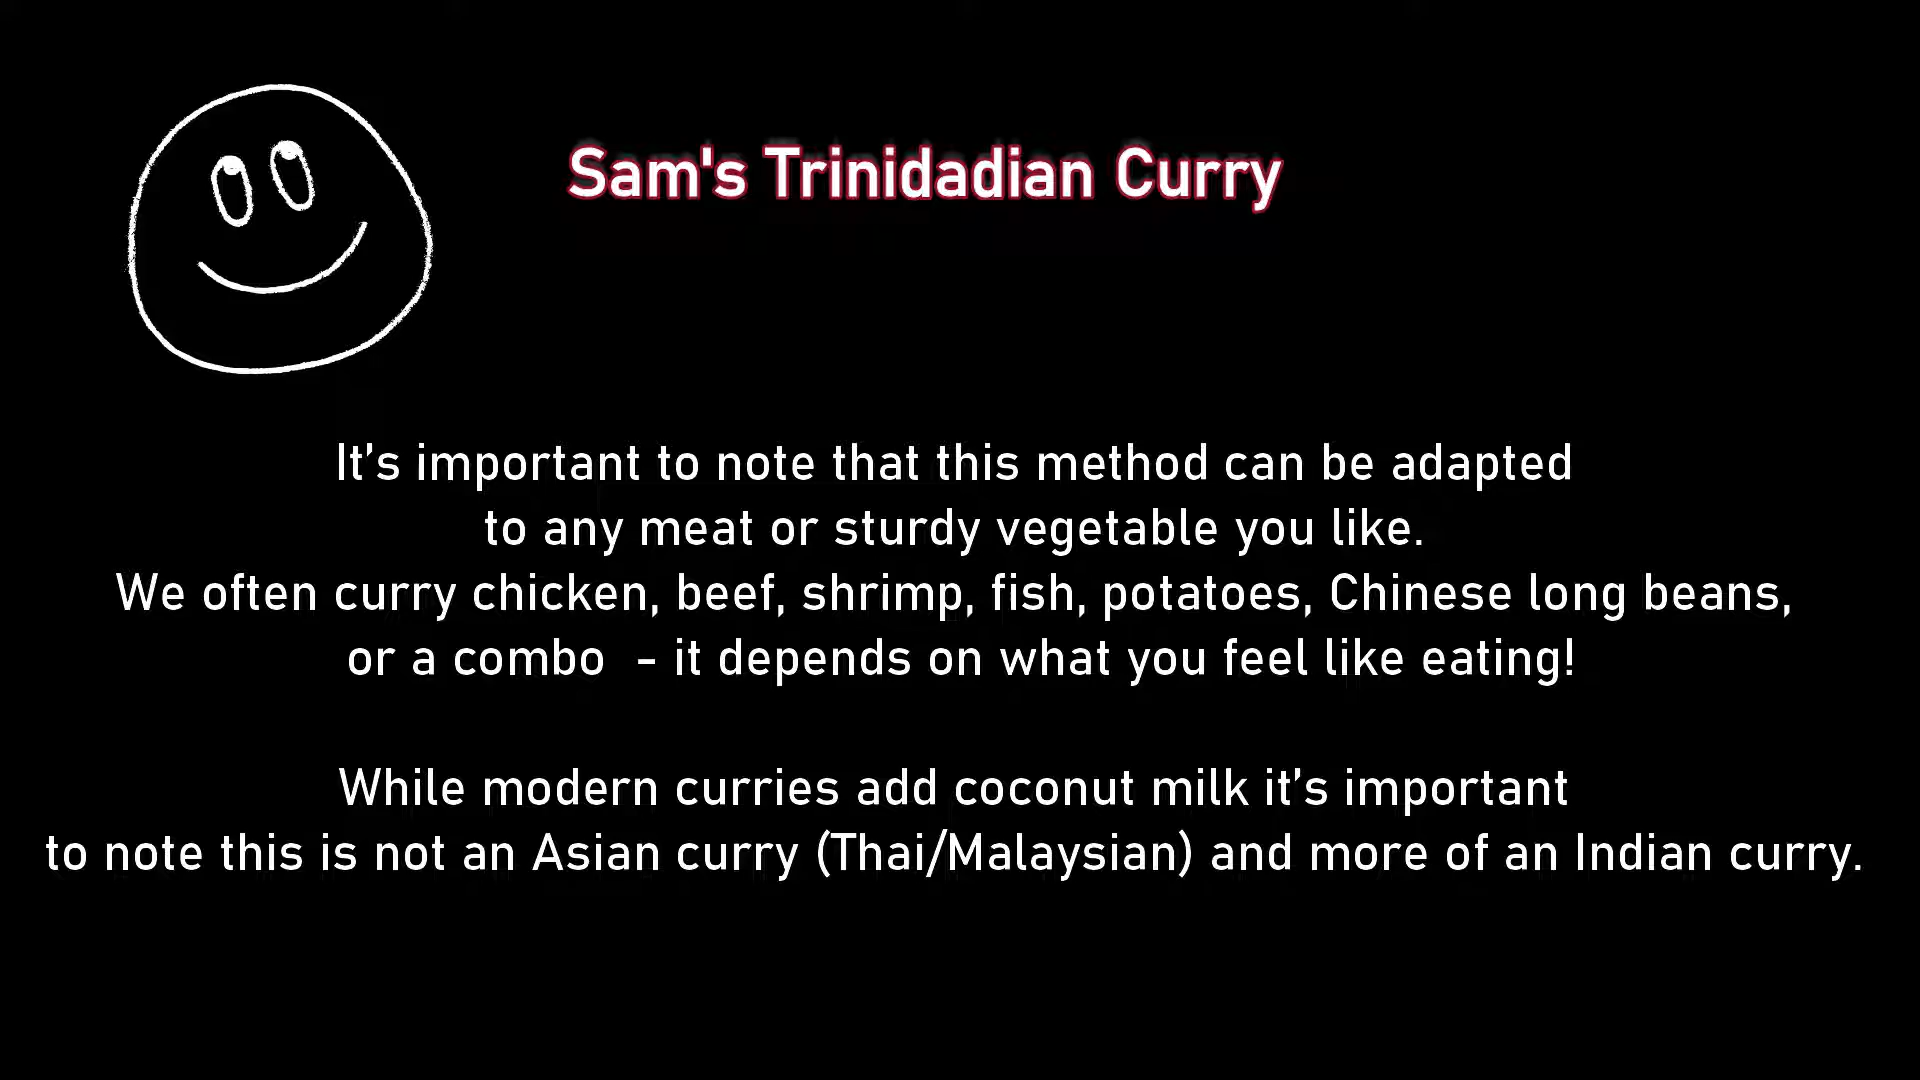 Sam's Trinidadian Curry
It’s important to note that this method can be adapted
to any meat or sturdy vegetable you like.
We often curry chicken, beef, shrimp, fish, potatoes, Chinese long beans,
or a combo  - it depends on what you feel like eating!
While modern curries add coconut milk it’s important
to note this is not an Asian curry (Thai/Malaysian) and more of an Indian curry.